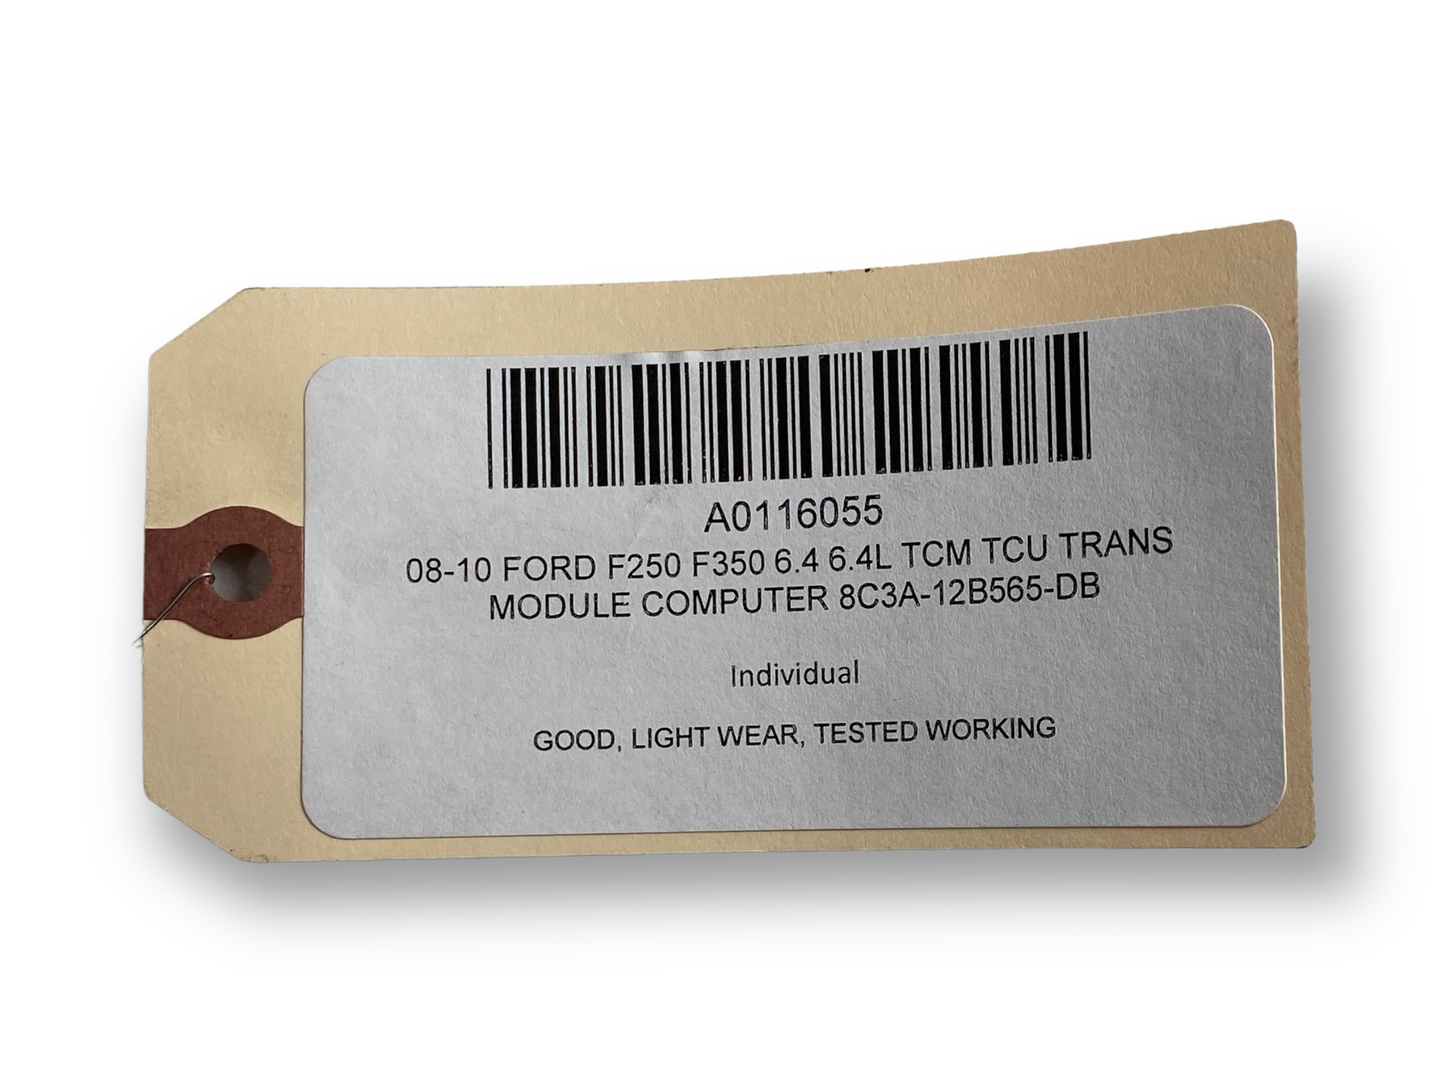 A0116055
08-10 FORD F250 F350 6.4 6.4L TCM TCU TRANS
MODULE COMPUTER 8C3A-12B565-DB
Individual
GOOD, LIGHT WEAR, TESTED WORKING